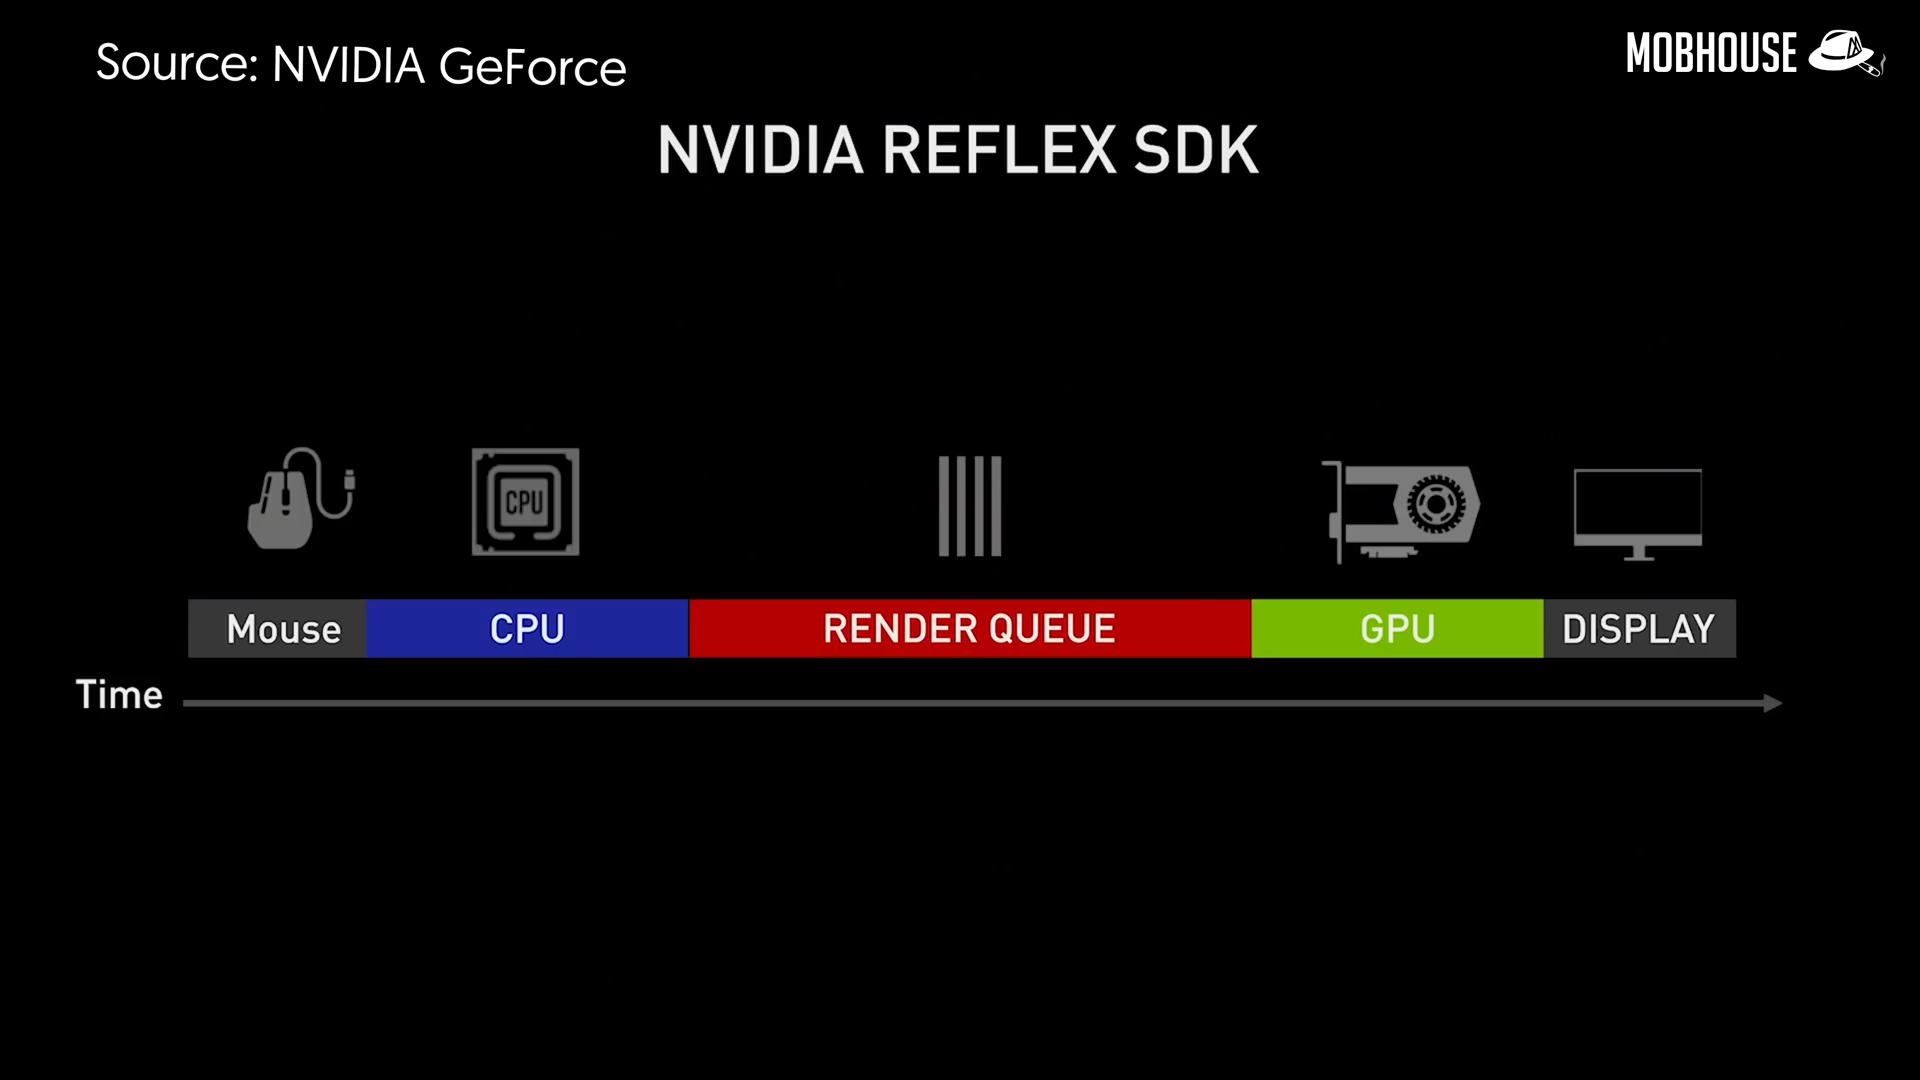 Source: NVIDIA GeForce
MOBHOUSE
NVIDIA REFLEX SDK
CPU
Mouse CPU RENDER QUEUE GPU DISPLAY
Time